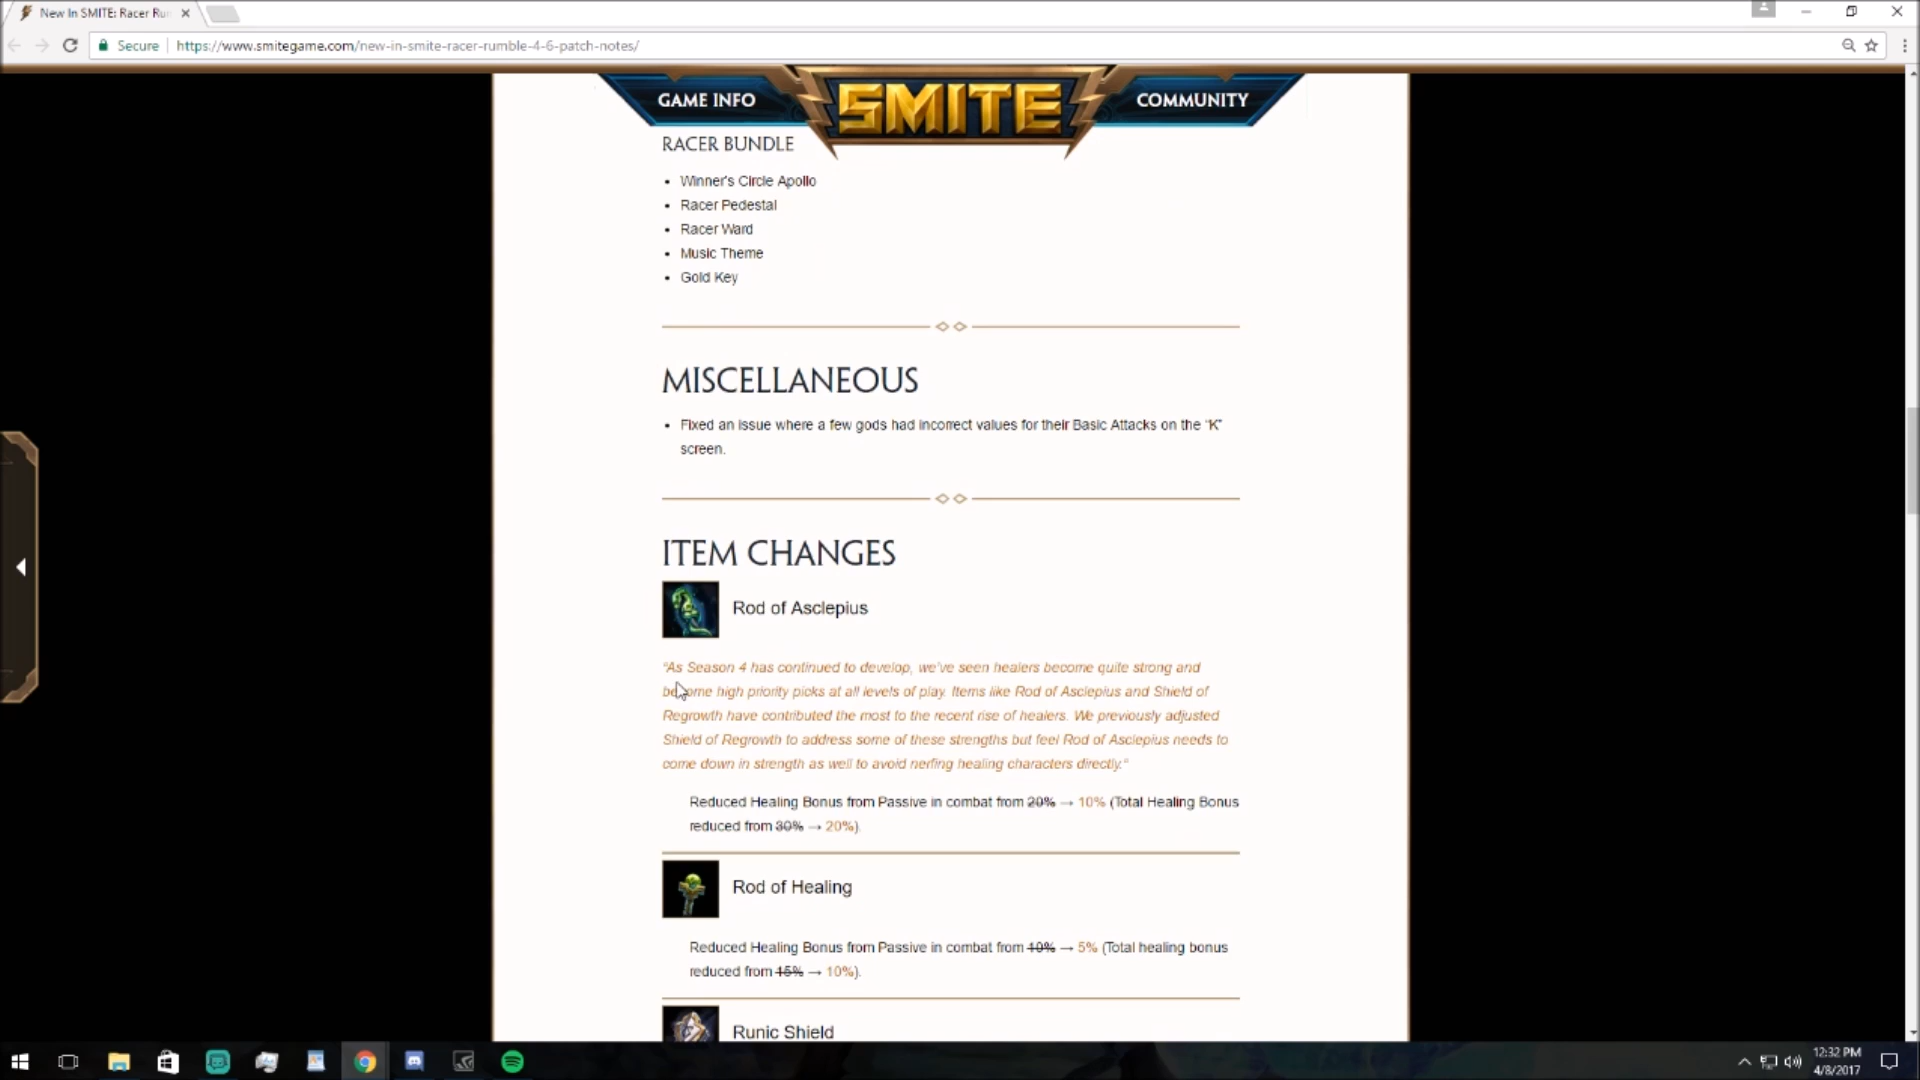 New In SMITE: Racer Ru
Secure
https://www.smitegame.com/new-in-smite-racer-rumble-4-6-patch-notes/
GAME INFO
SMITE
COMMUNITY
RACER BUNDLE
Winner's Circle Apollo
Racer Pedestal
Racer Ward
Music Theme
Gold Key
MISCELLANEOUS
Fixed an issue where a few gods had incorrect values for their Basic Attacks on the "K"
screen.
ITEM CHANGES
Rod of Asclepius
"As Season 4 has continued to develop, we've seen healers become quite strong and
become high priority picks at all levels of play. Items like Rod of Asclepius and Shield of
Regrowth have contributed the most to the recent rise of healers. We previously adjusted
Shield of Regrowth to address some of these strengths but feel Rod of Asclepius needs to
come down in strength as well to avoid nerfing healing characters directly."
Reduced Healing Bonus from Passive in combat from 20% → 10% (Total Healing Bonus
reduced from 30% → 20%).
Rod of Healing
Reduced Healing Bonus from Passive in combat from 10% → 5% (Total healing bonus
reduced from 15% → 10%).
Runic Shield
12:32 PM
4/8/2017